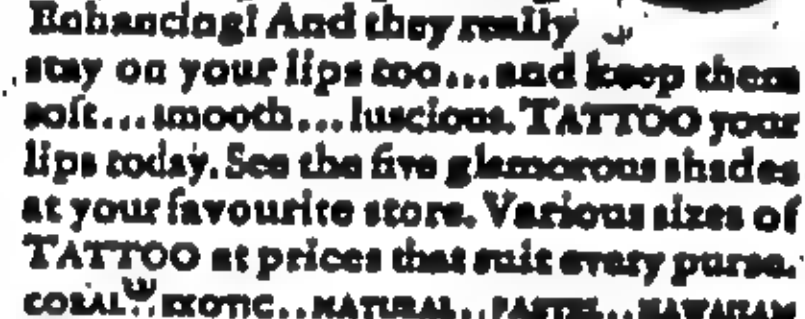 Enhancing! And they really
stay on your lips too... and keep them
soft... smooth... luscious. TATTOO your
lips today. See the five glamorous shades
at your favourite store. Various sizes of
TATTOO at prices that suit every purse.
CORAL.. EXOTIC.. NATURAL.. PASTEL.. HAWAIIAN